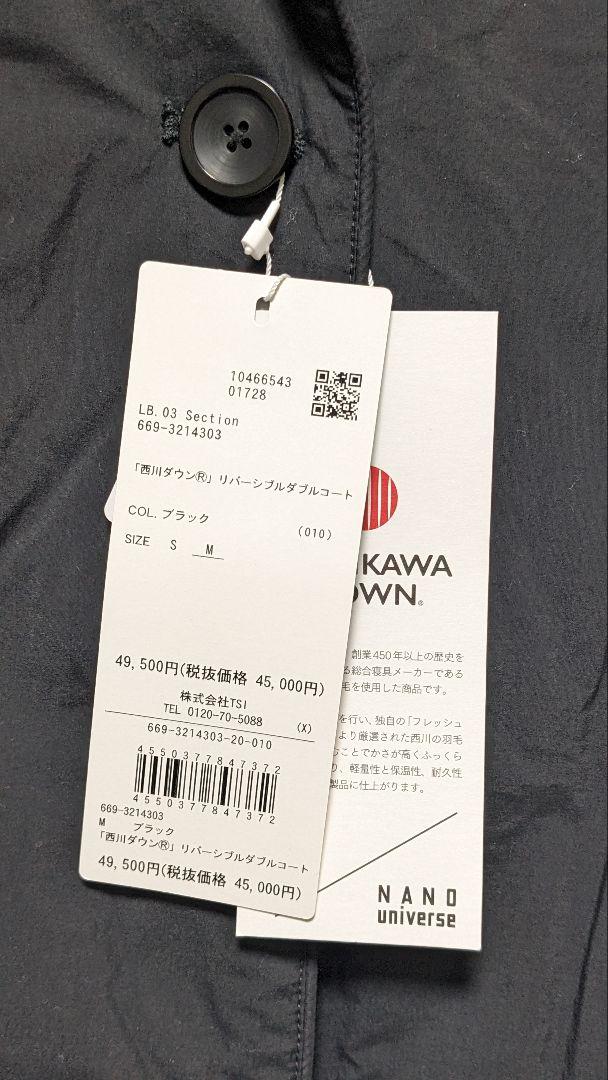 10466543
01728
LB.03 Section
669-3214303
「西川ダウンⓇ」リバーシブルダブルコート
COL. ブラック (010)
SIZE S M
49,500円(税抜価格 45,000円)
株式会社TSI
TEL 0120-70-5088 (X)
669-3214303-20-010
4550377847372
4550377847372
669-3214303
M ブラック
「西川ダウンⓇ」リバーシブルダブルコート
49,500円(税抜価格 45,000円)
KAWA
OWN®
創業450年以上の歴史を
る総合寝具メーカーである
毛を使用した商品です。
を行い、独自の「フレッシュ
より厳選された西川の羽毛
ことでかさが高くふっくら
り、軽量性と保温性、耐久性
製品に仕上がります。
NANO
universe